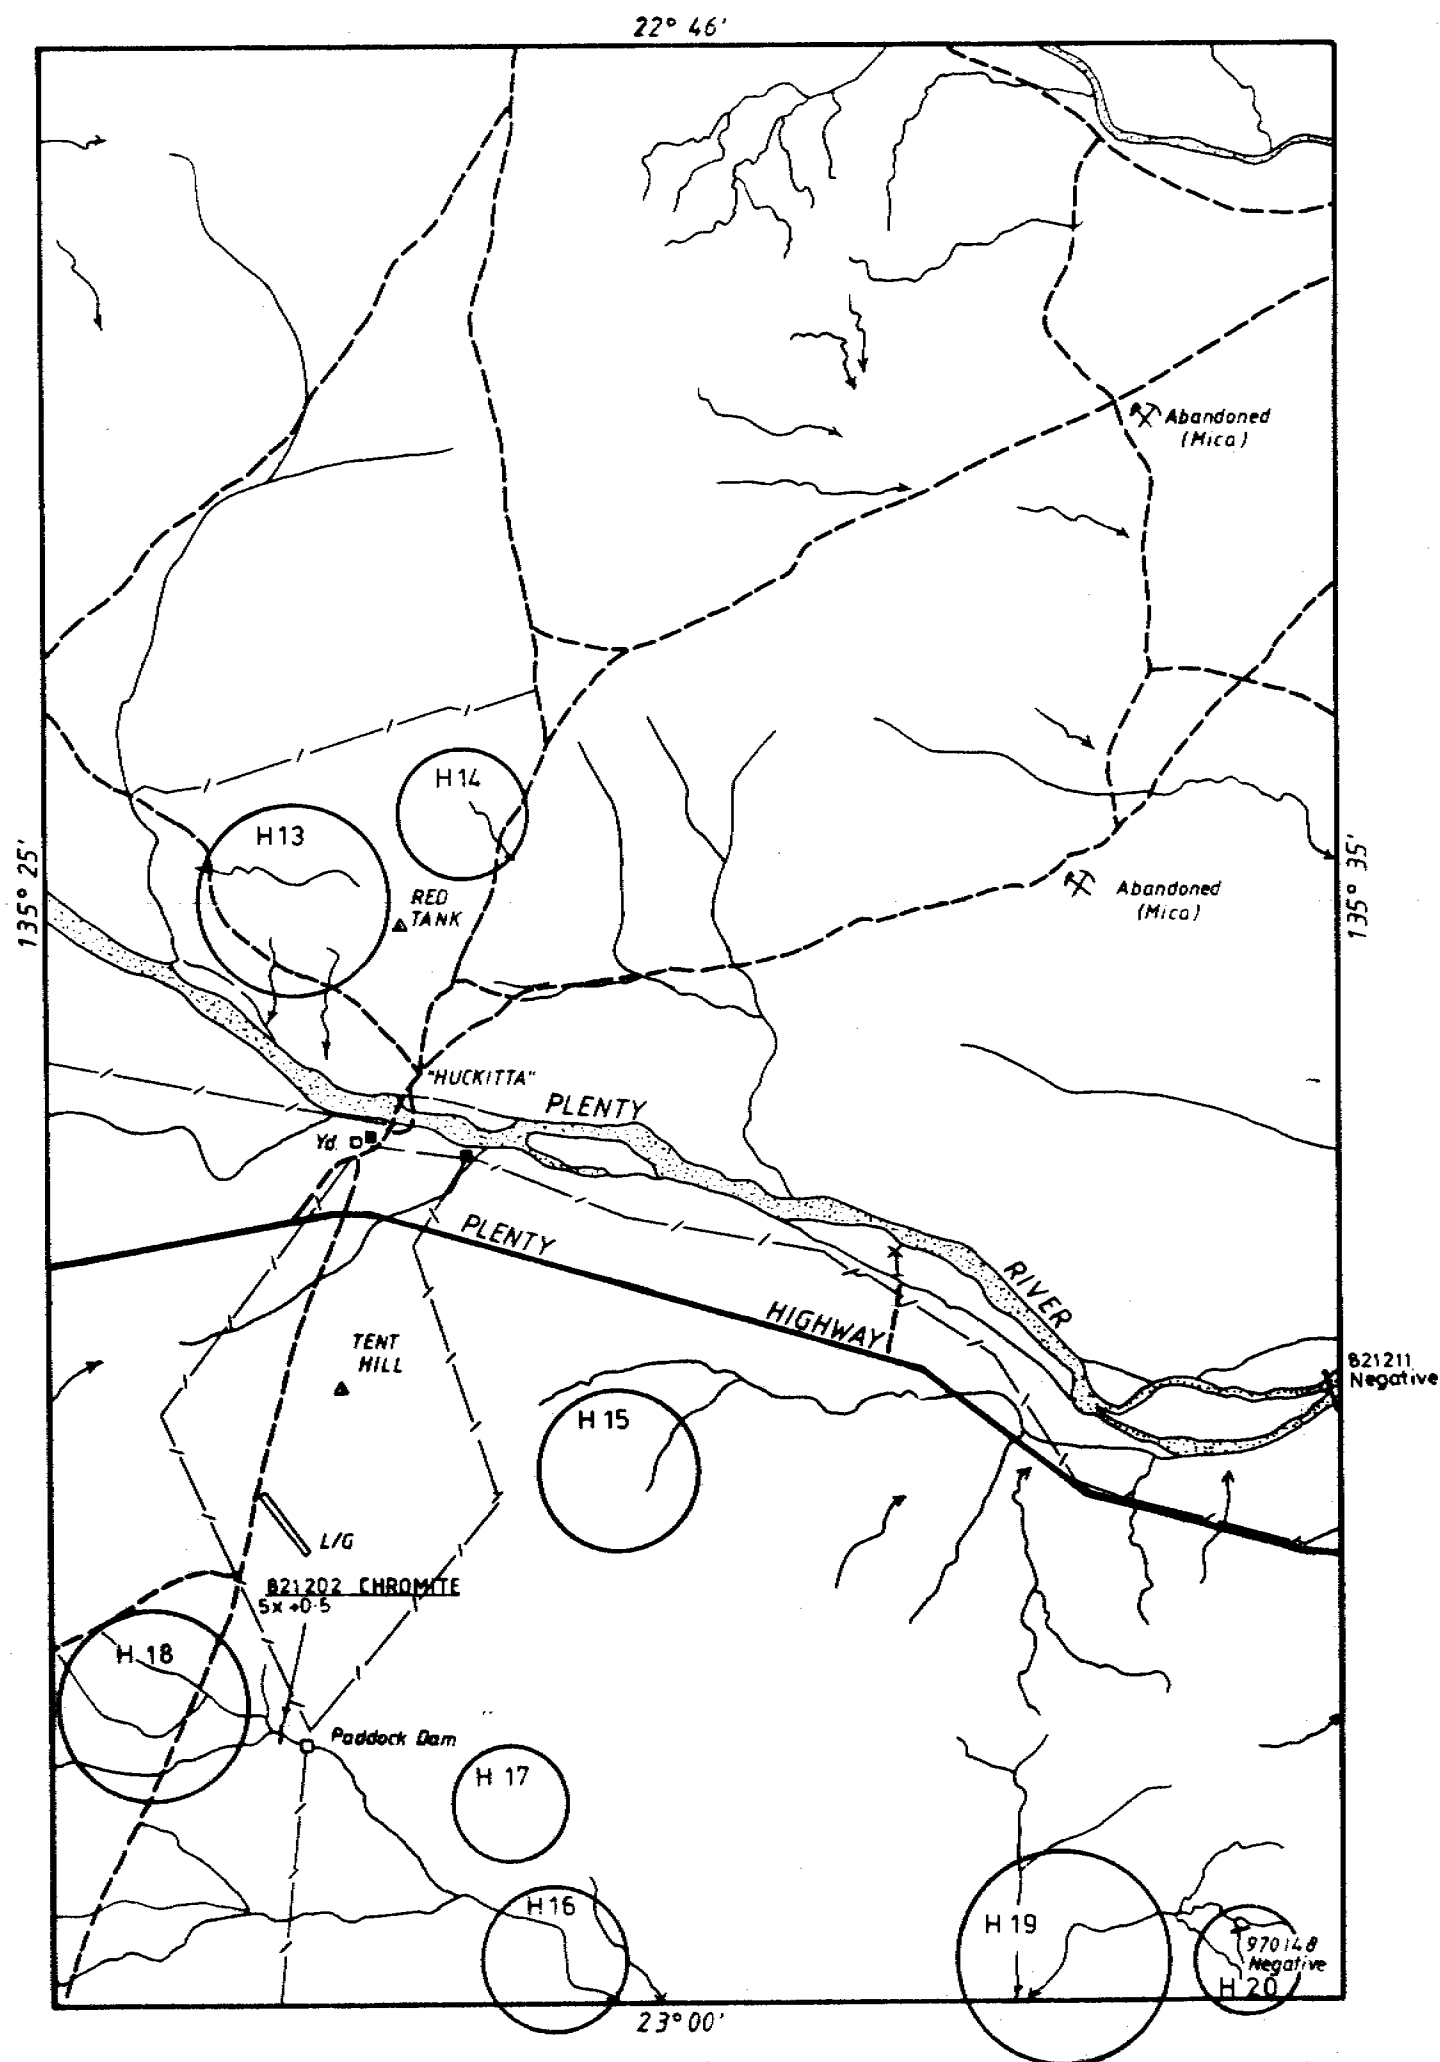 22° 46'
Abandoned
(Mica)
H 14
H 13
135° 25'
135° 35'
RED
TANK
Abandoned
(Mica)
"HUCKITTA"
PLENTY
Yd.
PLENTY
RIVER
HIGHWAY
TENT
HILL
821211
Negative
H 15
L/G
821202 CHROMITE
5x +0·5
H 18
Paddock Dam
H 17
H 16
H 19
970148
Negative
H 20
23° 00'